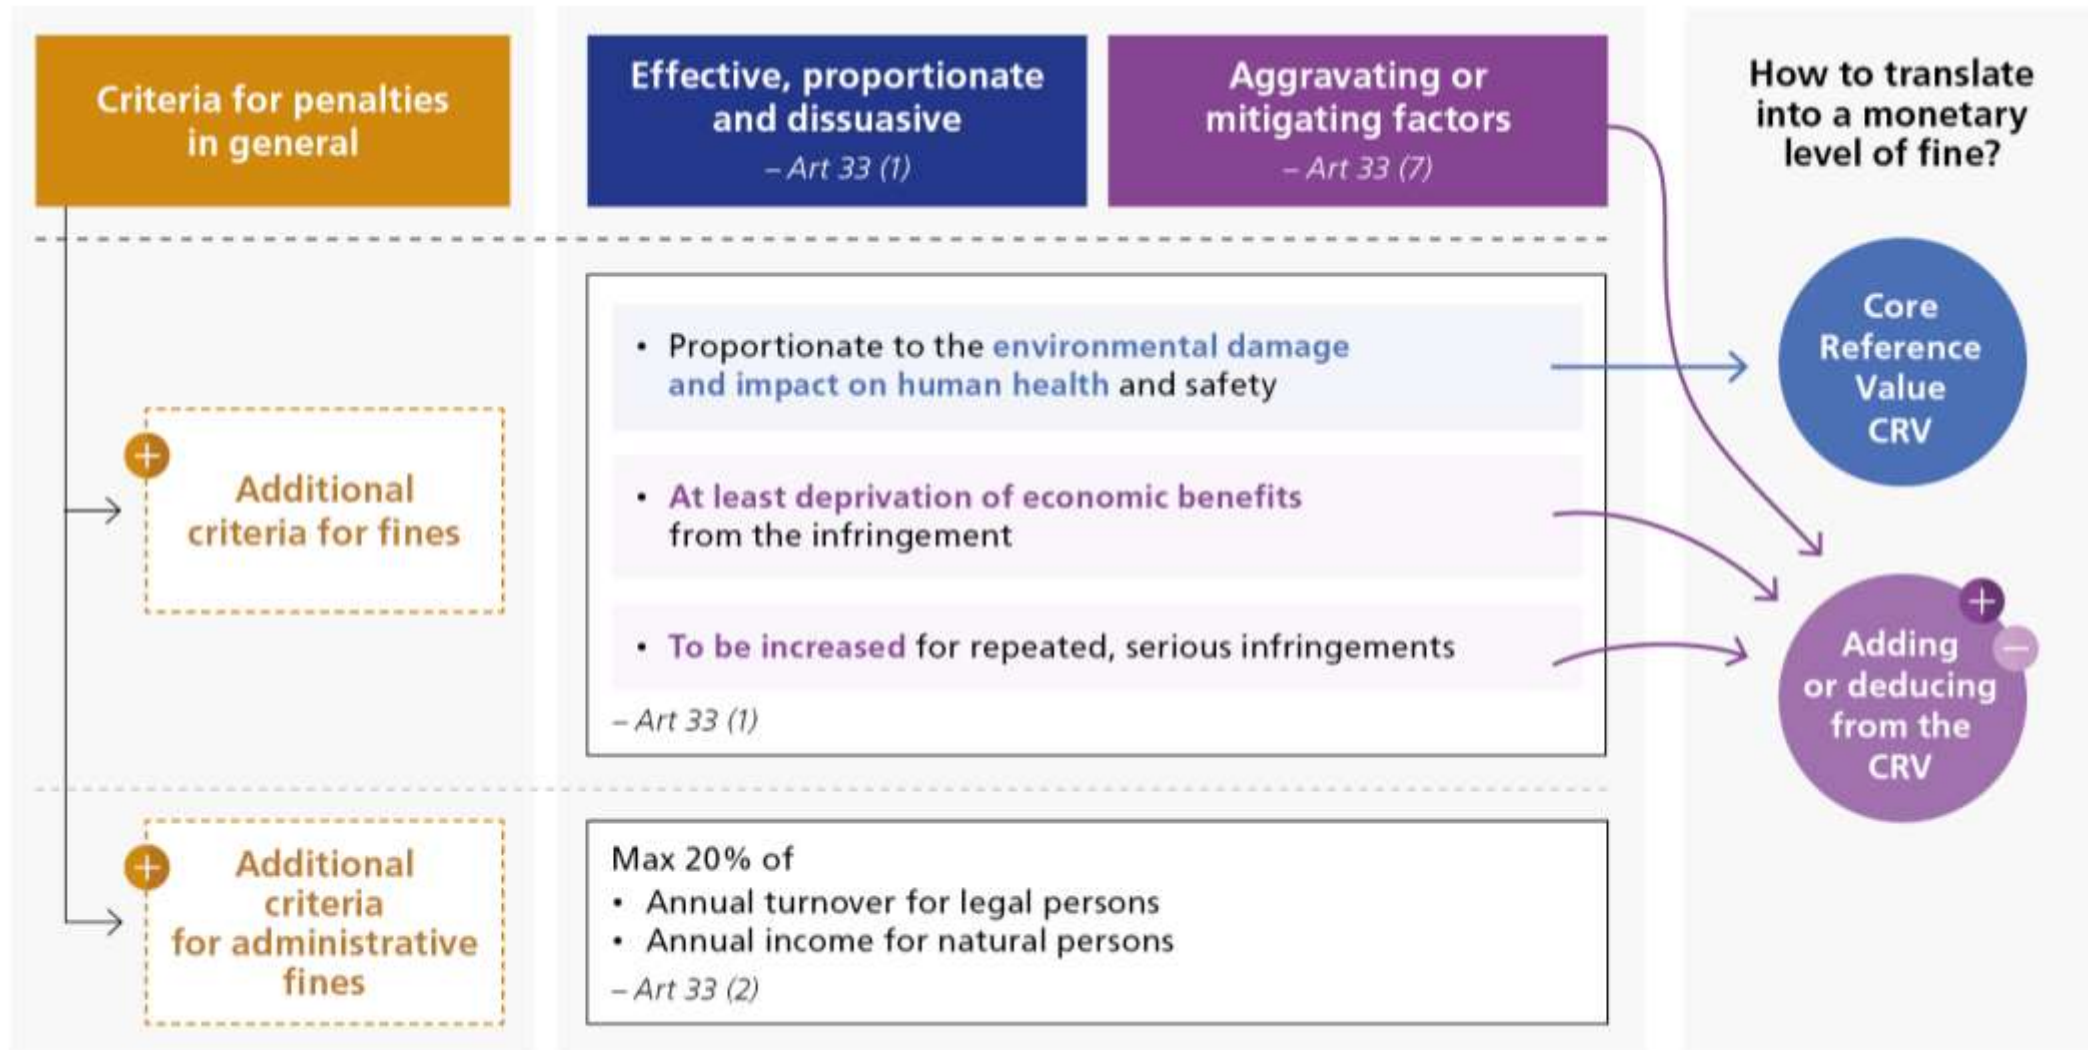 Criteria for penalties
in general
Effective, proportionate
and dissuasive
– Art 33 (1)
Aggravating or
mitigating factors
– Art 33 (7)
How to translate
into a monetary
level of fine?
Additional
criteria for fines
• Proportionate to the environmental damage
and impact on human health and safety
• At least deprivation of economic benefits
from the infringement
• To be increased for repeated, serious infringements
– Art 33 (1)
Core
Reference
Value
CRV
Adding
or deducing
from the
CRV
Additional
criteria
for administrative
fines
Max 20% of
• Annual turnover for legal persons
• Annual income for natural persons
– Art 33 (2)